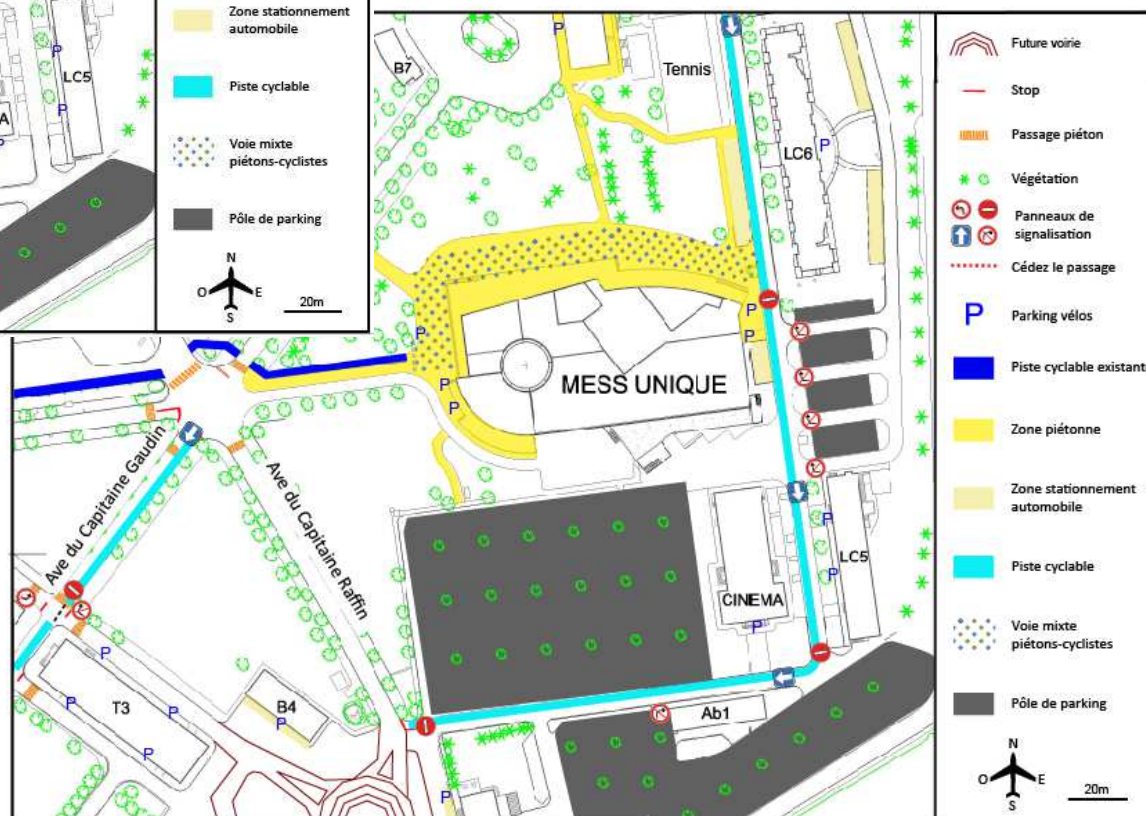 Zone stationnement
automobile
Piste cyclable
Voie mixte
piétons-cyclistes
Pôle de parking
N
O E
S
20m
P
LC5
P
A
P
B7
P
Tennis
LC6
P
P
P
P
P
P
MESS UNIQUE
Ave du Capitaine Gaudin
Ave du Capitaine Raffin
CINEMA
P
P
P
LC5
T3
P
P
P
P
B4
P
Ab1
P
Future voirie
Stop
Passage piéton
Végétation
Panneaux de
signalisation
Cédez le passage
P
Parking vélos
Piste cyclable existant
Zone piétonne
Zone stationnement
automobile
Piste cyclable
Voie mixte
piétons-cyclistes
Pôle de parking
N
O E
S
20m